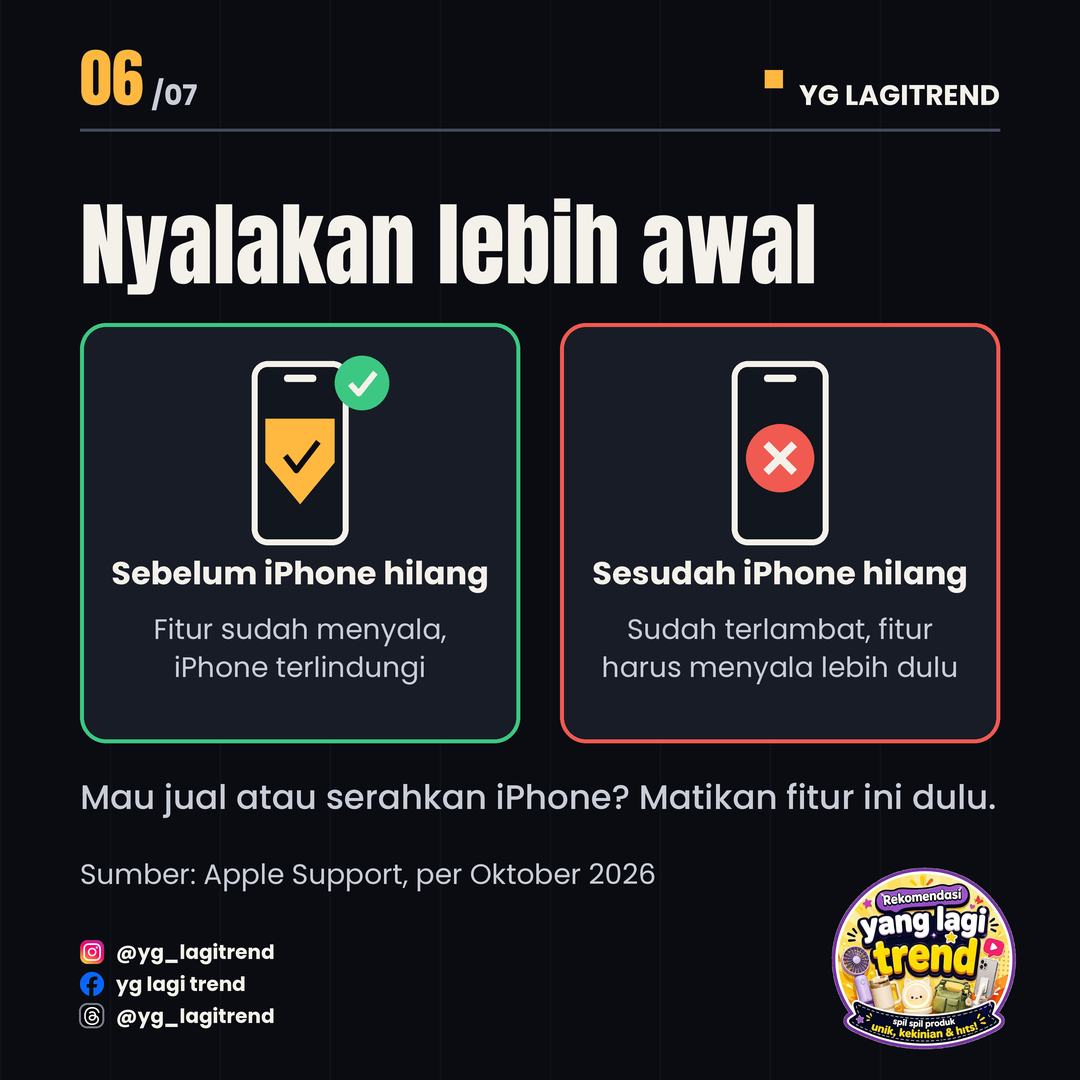 06 /07
YG LAGITREND
Nyalakan lebih awal
Sebelum iPhone hilang
Fitur sudah menyala,
iPhone terlindungi
Sesudah iPhone hilang
Sudah terlambat, fitur
harus menyala lebih dulu
Mau jual atau serahkan iPhone? Matikan fitur ini dulu.
Sumber: Apple Support, per Oktober 2026
@yg_lagitrend
yg lagi trend
@yg_lagitrend
Rekomendasi
yang lagi
trend
spil spil produk
unik, kekinian & hits!